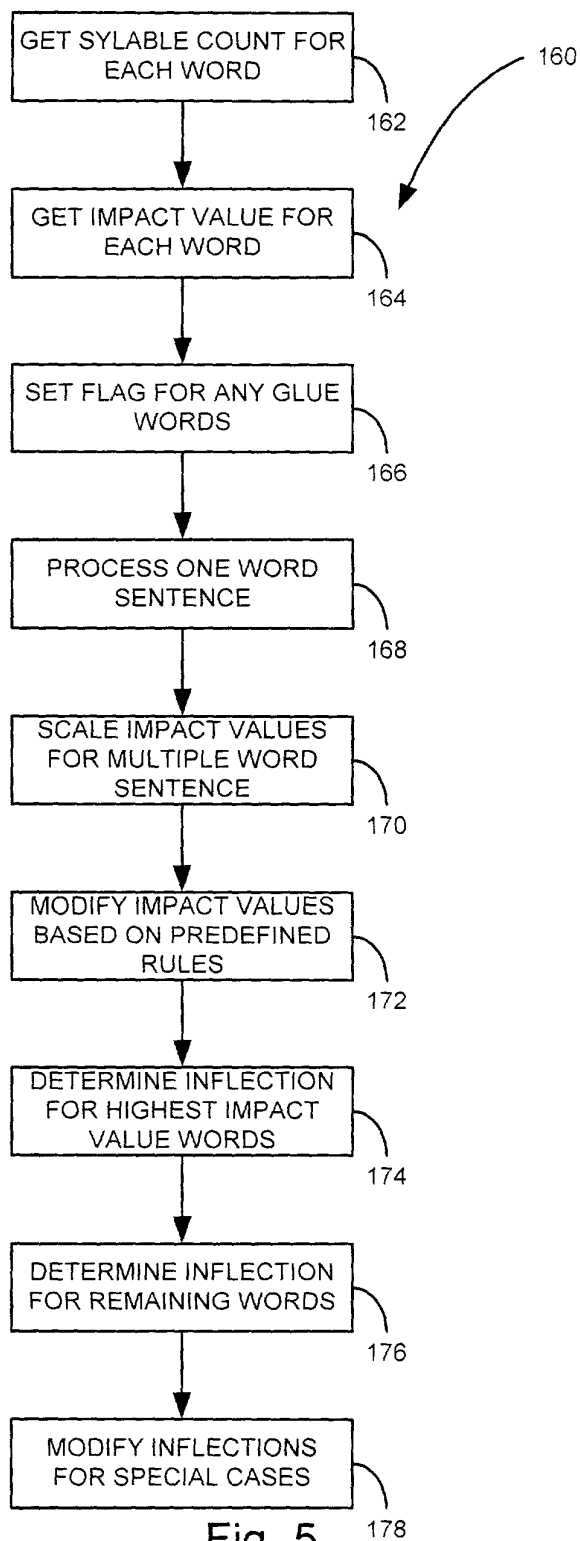 GET SYLABLE COUNT FOR
EACH WORD
160
162
GET IMPACT VALUE FOR
EACH WORD
164
SET FLAG FOR ANY GLUE
WORDS
166
PROCESS ONE WORD
SENTENCE
168
SCALE IMPACT VALUES
FOR MULTIPLE WORD
SENTENCE
170
MODIFY IMPACT VALUES
BASED ON PREDEFINED
RULES
172
DETERMINE INFLECTION
FOR HIGHEST IMPACT
VALUE WORDS
174
DETERMINE INFLECTION
FOR REMAINING WORDS
176
MODIFY INFLECTIONS
FOR SPECIAL CASES
178
Fig. 5